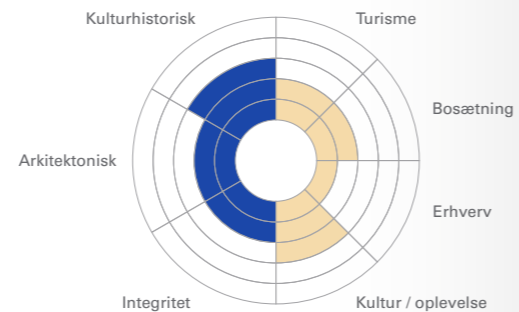 Kulturhistorisk
Turisme
Bosætning
Arkitektonisk
Erhverv
Integritet
Kultur / oplevelse